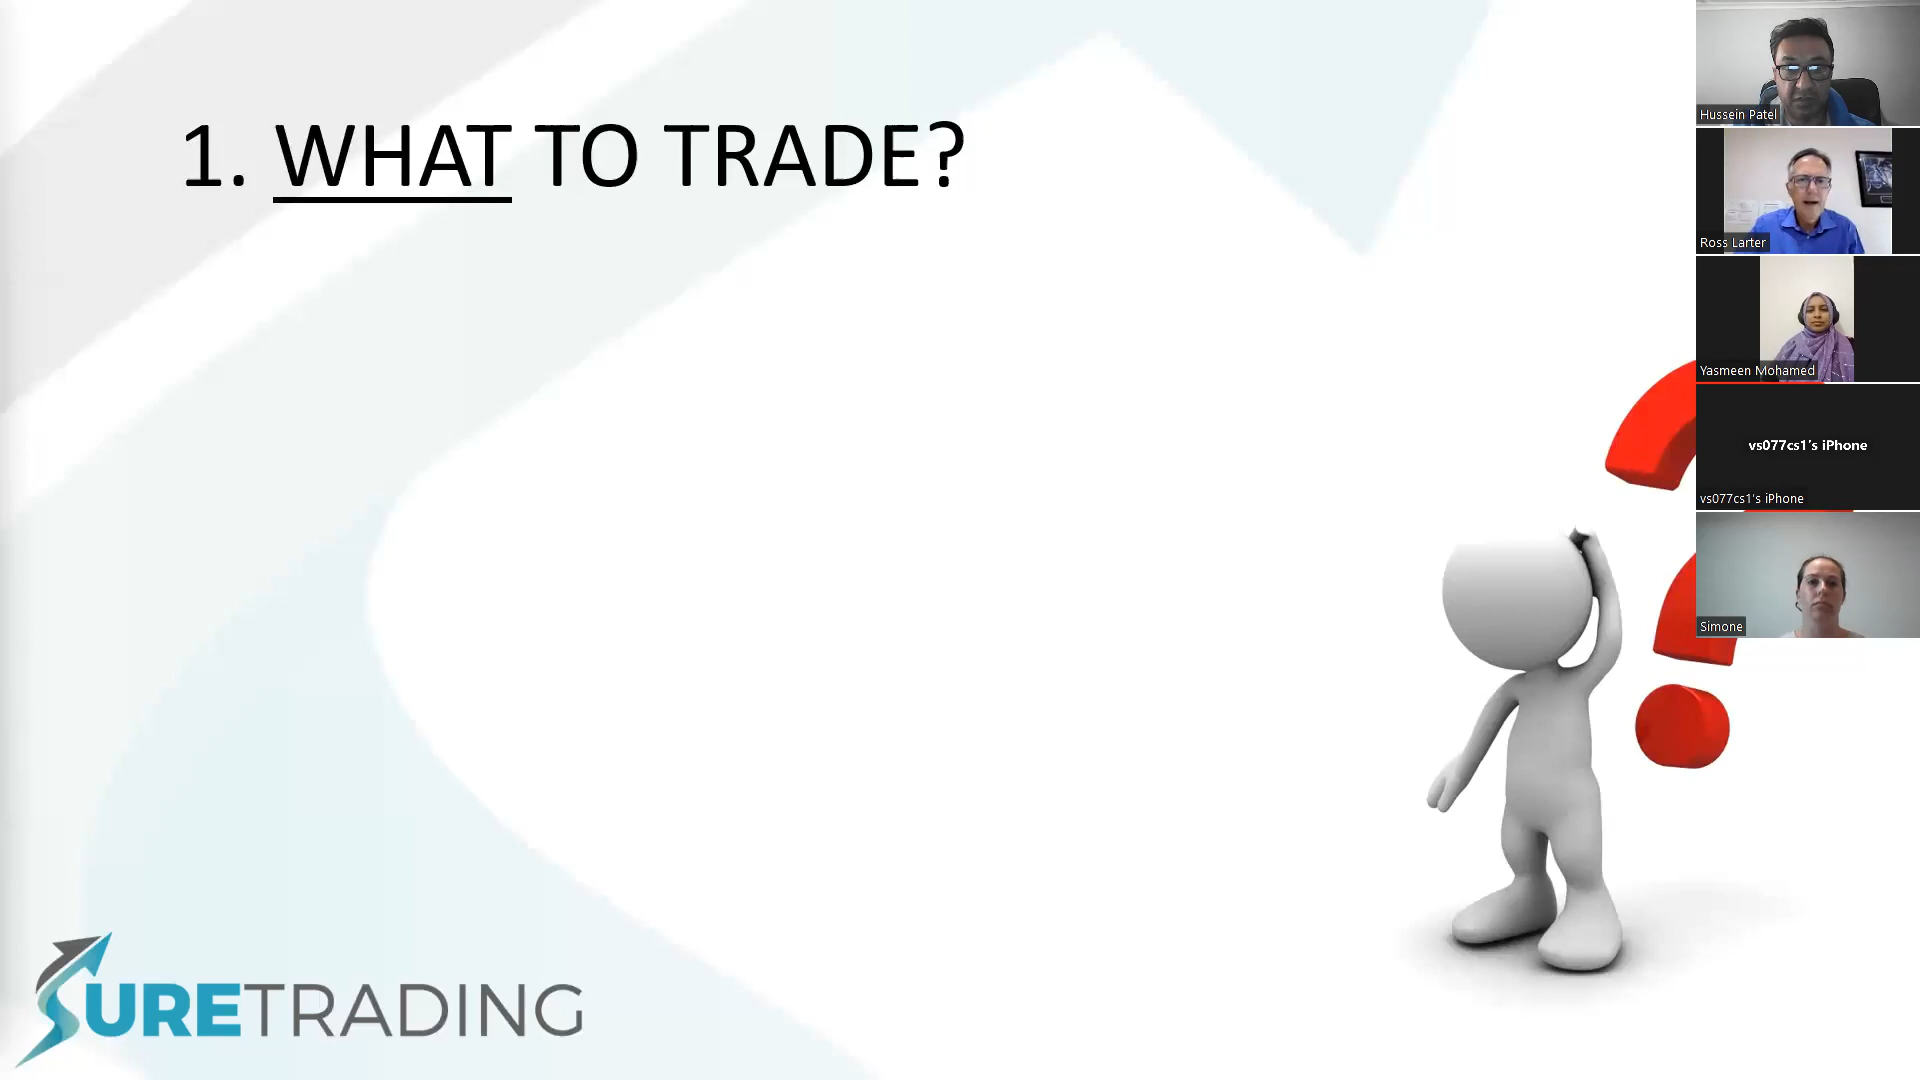 1. WHAT TO TRADE?
Hussein Patel
Ross Larter
Yasmeen Mohamed
vs077cs1's iPhone
vs077cs1's iPhone
Simone
SURETRADING